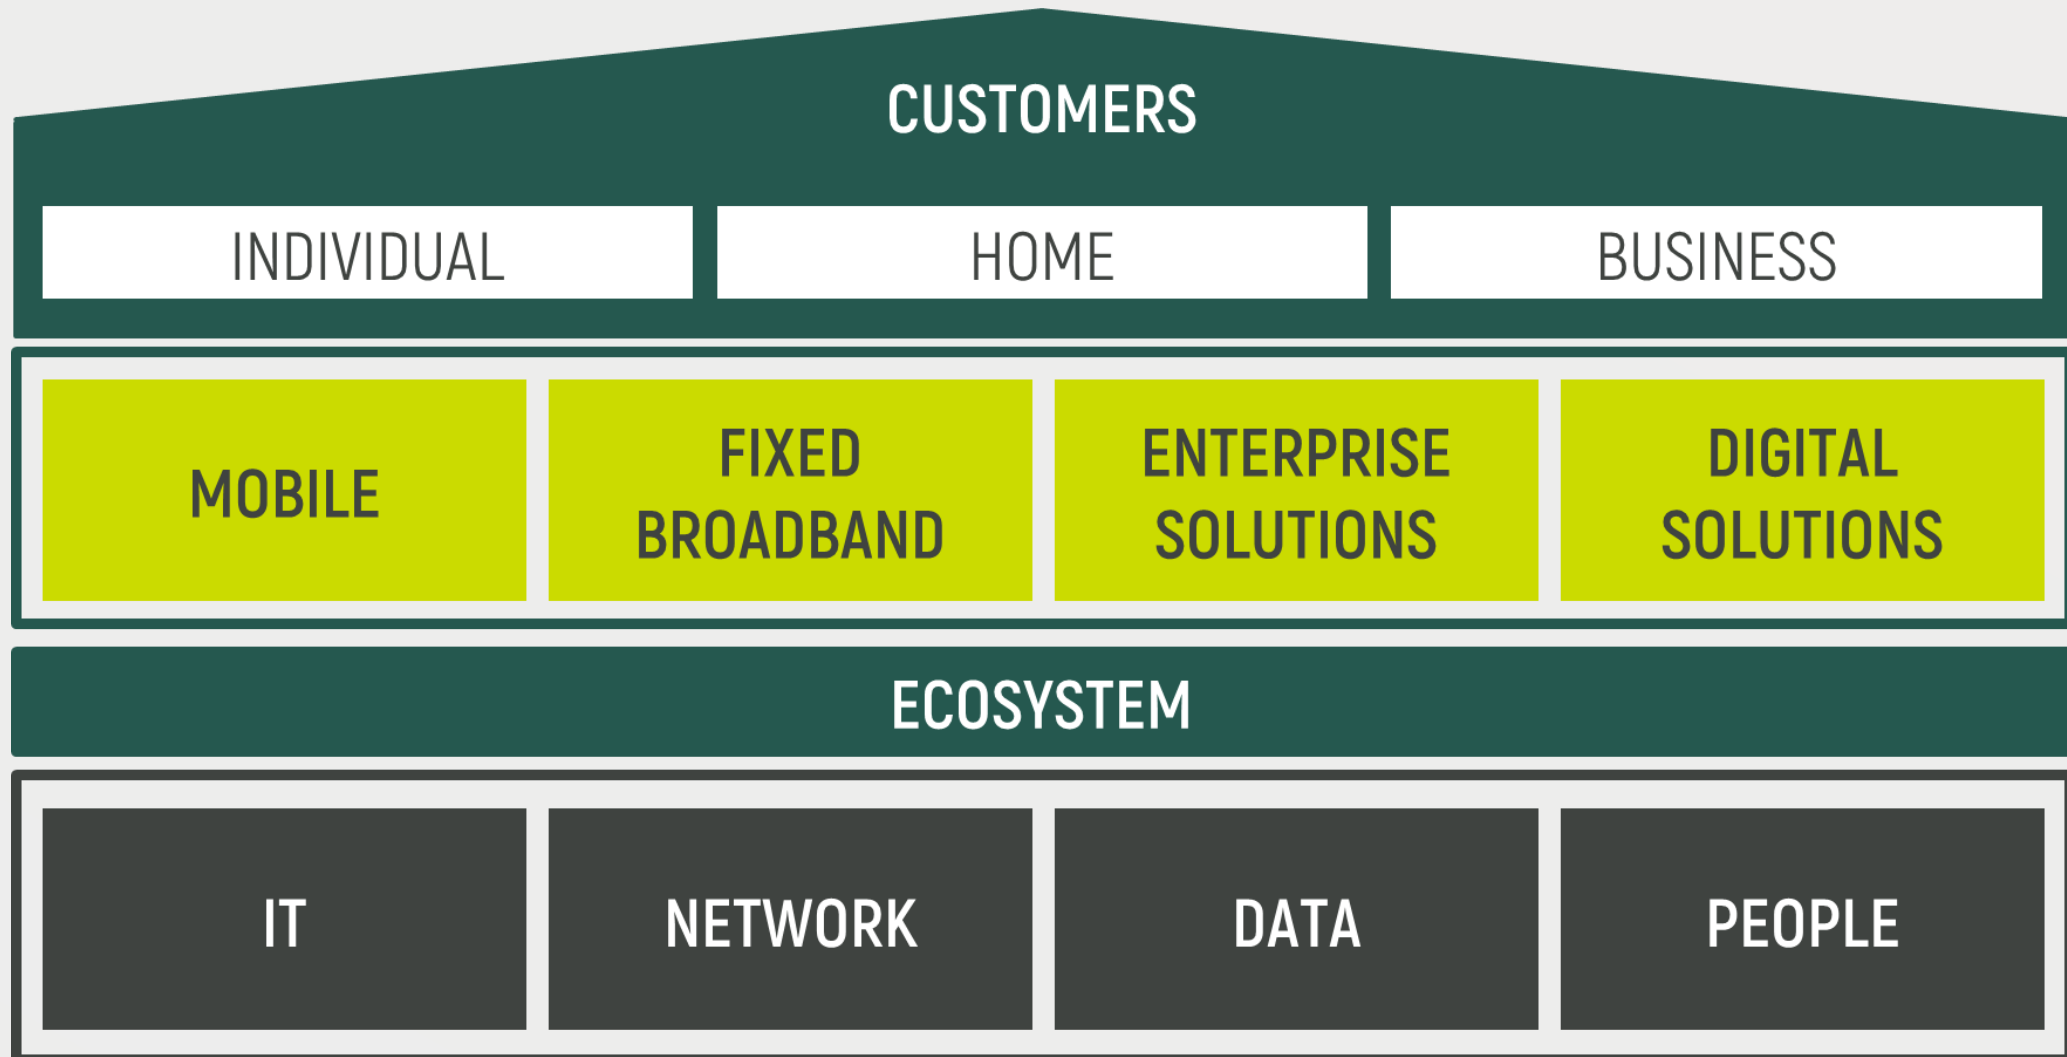 CUSTOMERS
INDIVIDUAL
HOME
BUSINESS
MOBILE
FIXED
BROADBAND
ENTERPRISE
SOLUTIONS
DIGITAL
SOLUTIONS
ECOSYSTEM
IT
NETWORK
DATA
PEOPLE